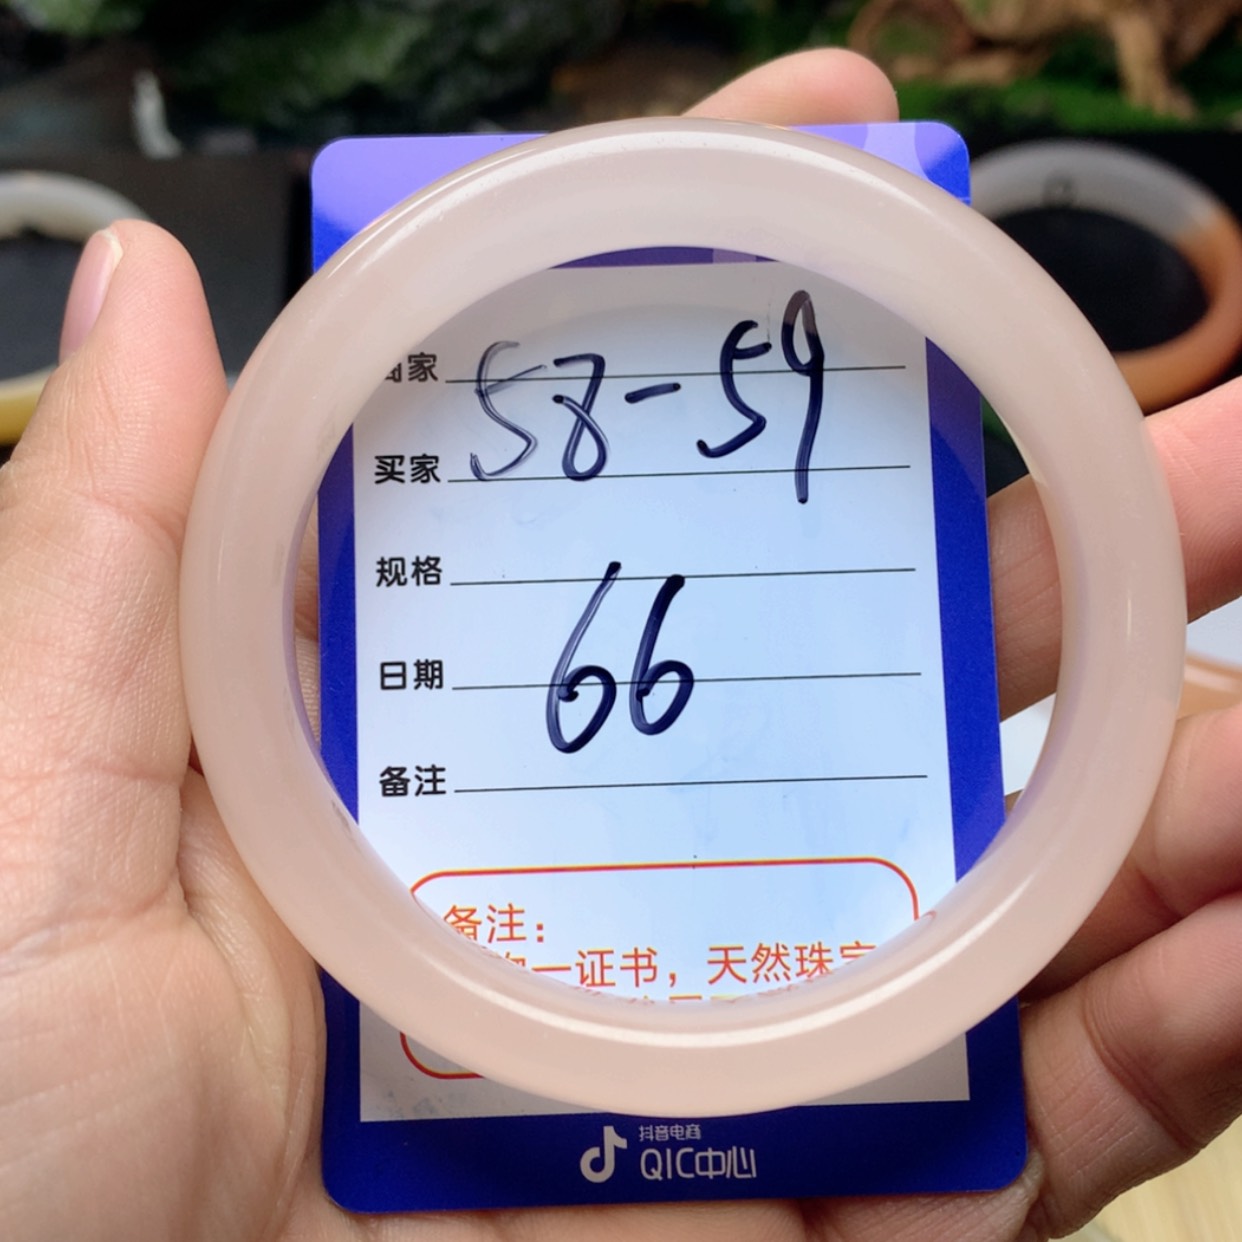 商家 58-59
买家
规格
日期 66
备注
备注：
一证书，天然珠宝
抖音电商
QIC中心